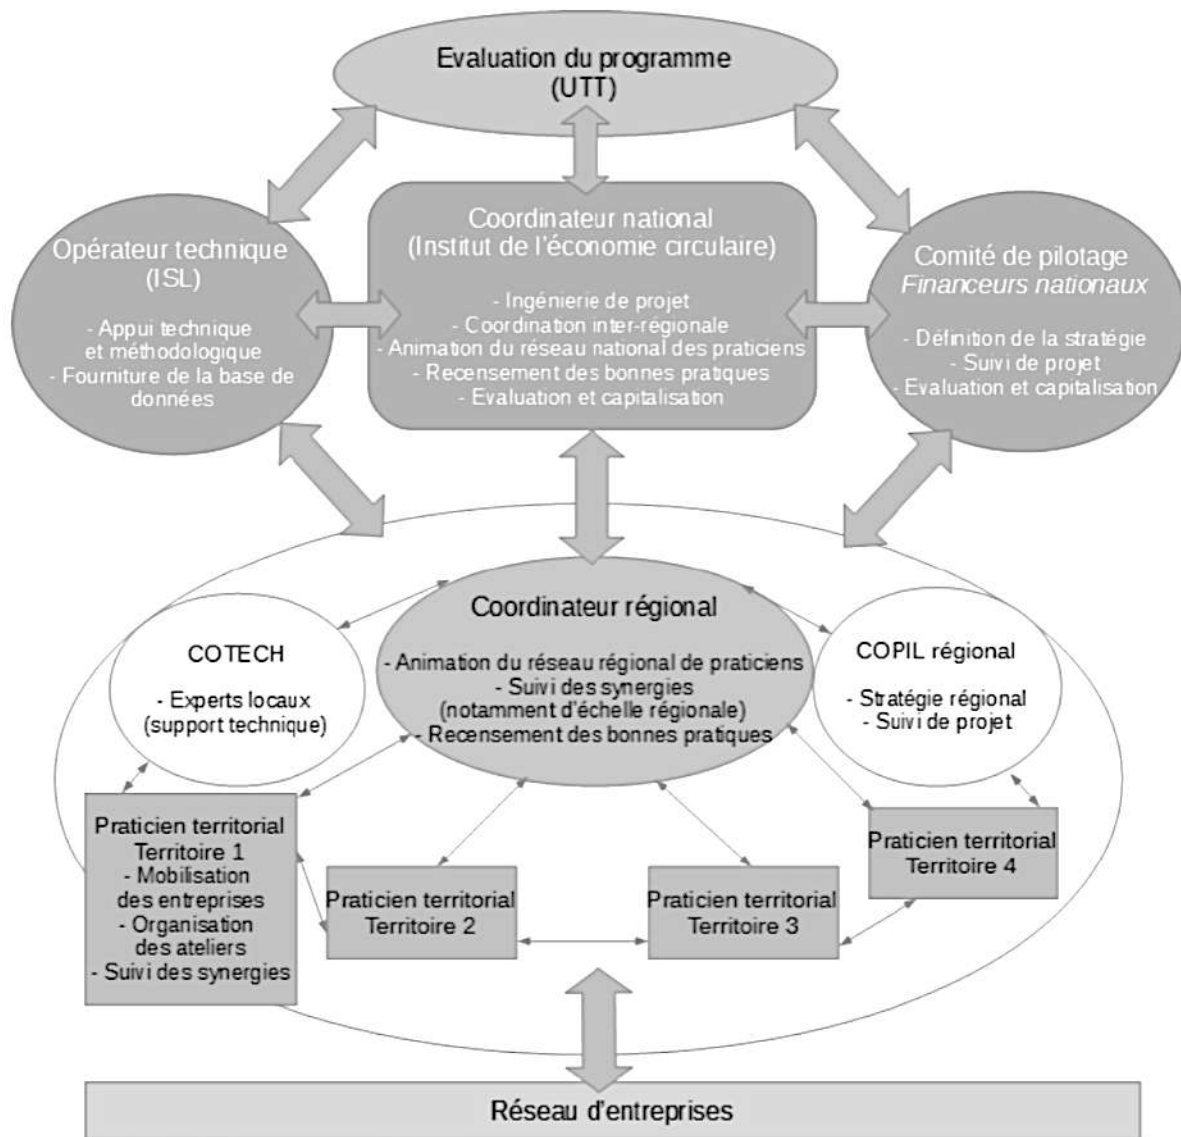 Evaluation du programme
(UTT)
Opérateur technique
(ISL)
- Appui technique
et méthodologique
- Fourniture de la base de
données
Coordinateur national
(Institut de l'économie circulaire)
- Ingénierie de projet
- Coordination inter-régionale
- Animation du réseau national des praticiens
- Recensement des bonnes pratiques
- Evaluation et capitalisation
Comité de pilotage
Financeurs nationaux
- Définition de la stratégie
- Suivi de projet
- Evaluation et capitalisation
COTECH
- Experts locaux
(support technique)
Coordinateur régional
- Animation du réseau régional de praticiens
- Suivi des synergies
(notamment d'échelle régionale)
- Recensement des bonnes pratiques
COPIL régional
- Stratégie régional
- Suivi de projet
Praticien territorial
Territoire 1
- Mobilisation
des entreprises
- Organisation
des ateliers
- Suivi des synergies
Praticien territorial
Territoire 2
Praticien territorial
Territoire 3
Praticien territorial
Territoire 4
Réseau d'entreprises